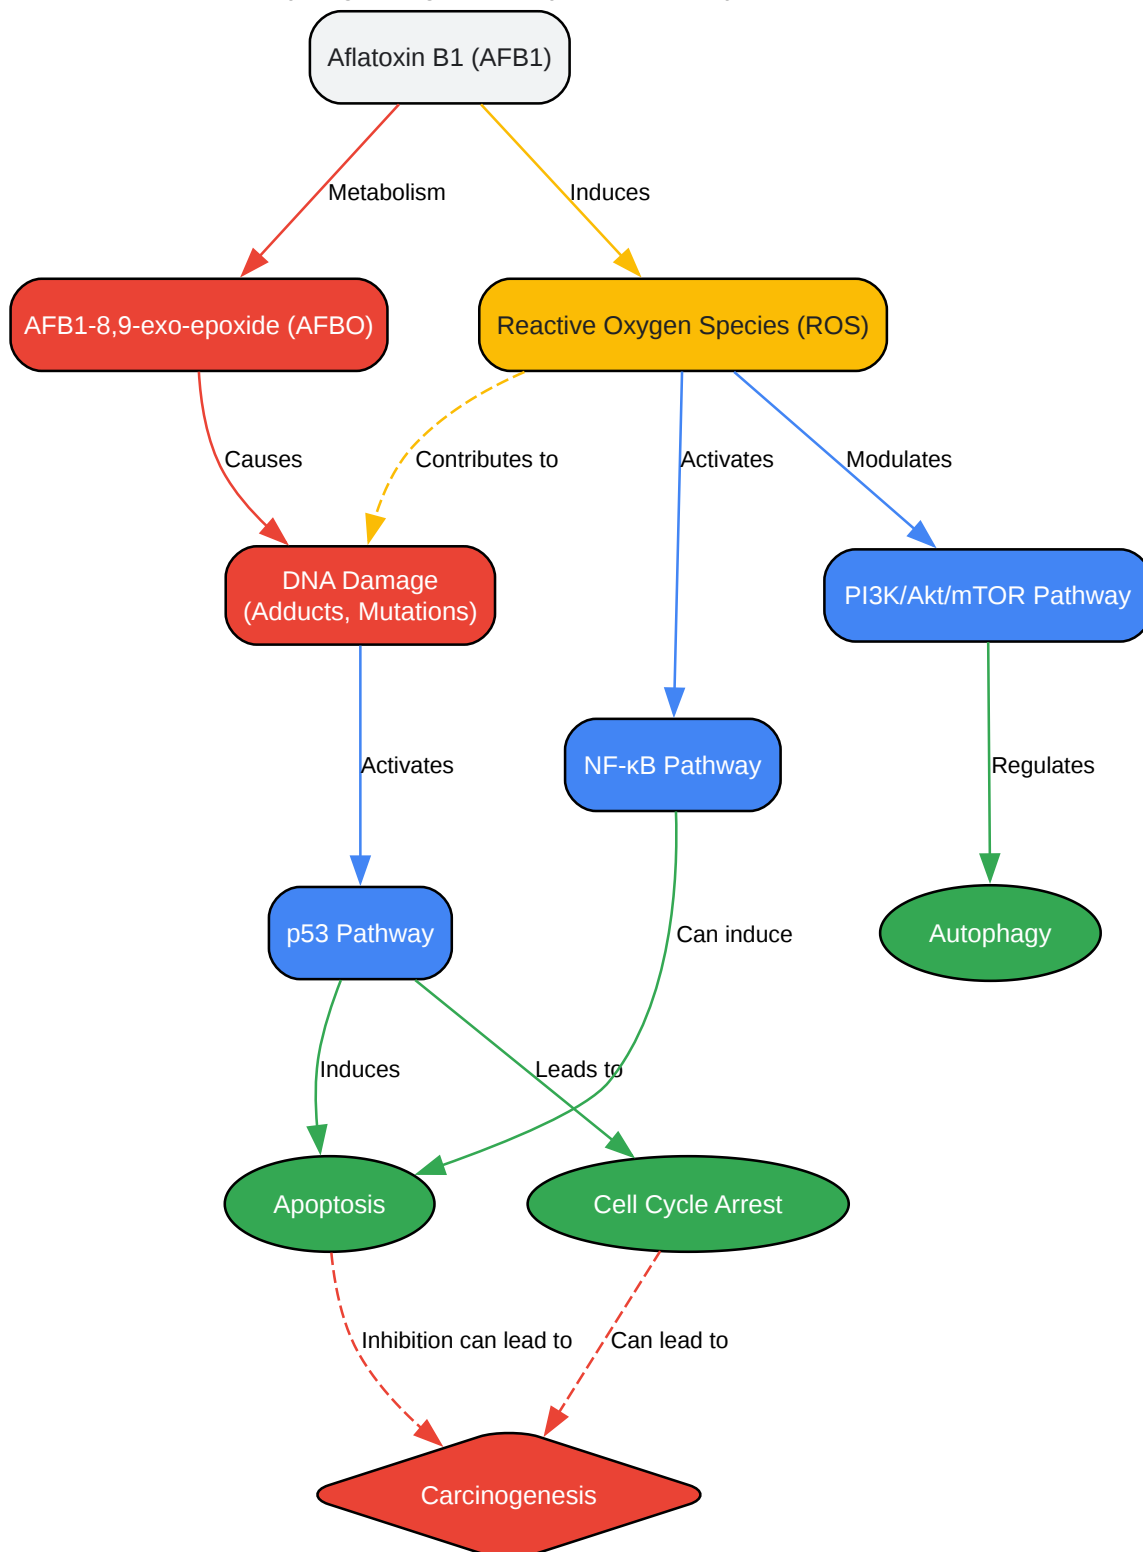 Aflatoxin B1 (AFB1)
Metabolism
Induces
AFB1-8,9-exo-epoxide (AFBO)
Reactive Oxygen Species (ROS)
Causes
Contributes to
Activates
Modulates
DNA Damage
(Adducts, Mutations)
PI3K/Akt/mTOR Pathway
Activates
NF-κB Pathway
Regulates
p53 Pathway
Can induce
Autophagy
Induces
Leads to
Apoptosis
Cell Cycle Arrest
Inhibition can lead to
Can lead to
Carcinogenesis